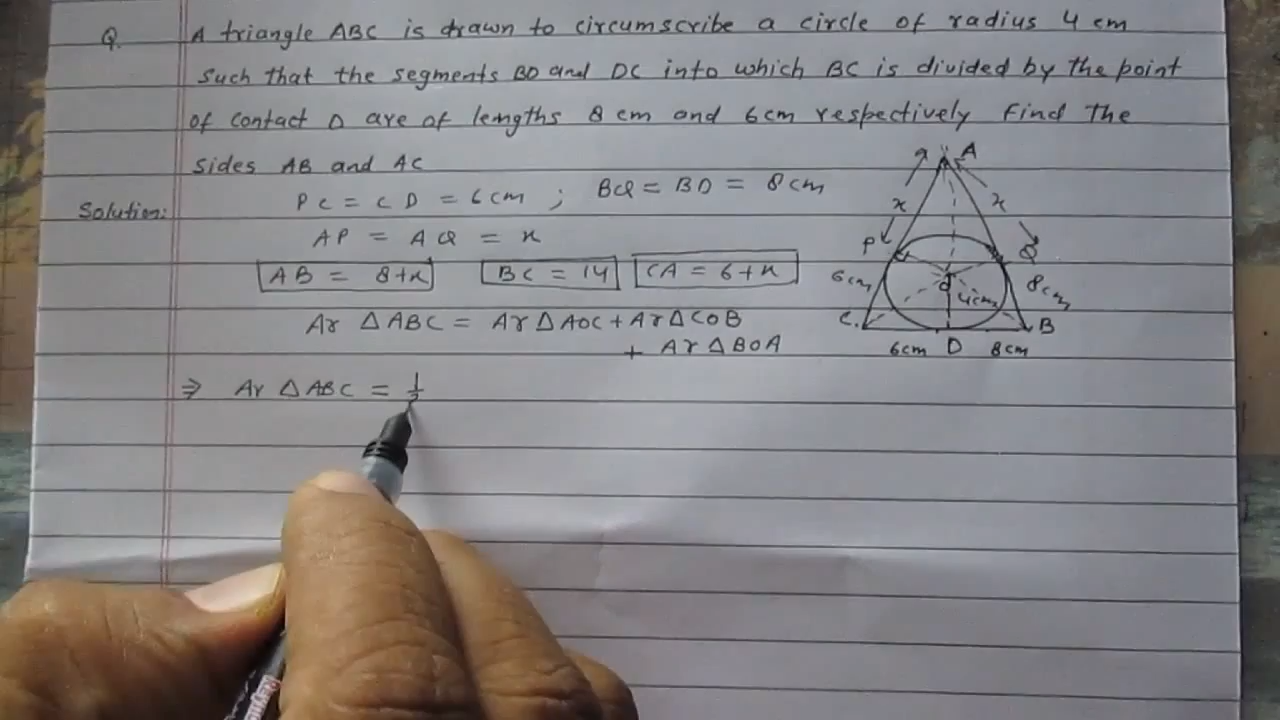 Q. A triangle ABC is drawn to circumscribe a circle of radius 4 cm
such that the segments BD and DC into which BC is divided by the point
of contact D are of lengths 8 cm and 6cm respectively Find the
sides AB and AC
Solution: PC = CD = 6cm ; BQ = BD = 8cm
AP = AQ = x
AB = 8+x BC = 14 CA = 6+x
Ar △ABC = Ar△AOC + Ar△COB
+ Ar△BOA
⇒ Ar △ABC = 1/2
A
x x
P Q
6cm 8cm
4cm
C B
6cm D 8cm